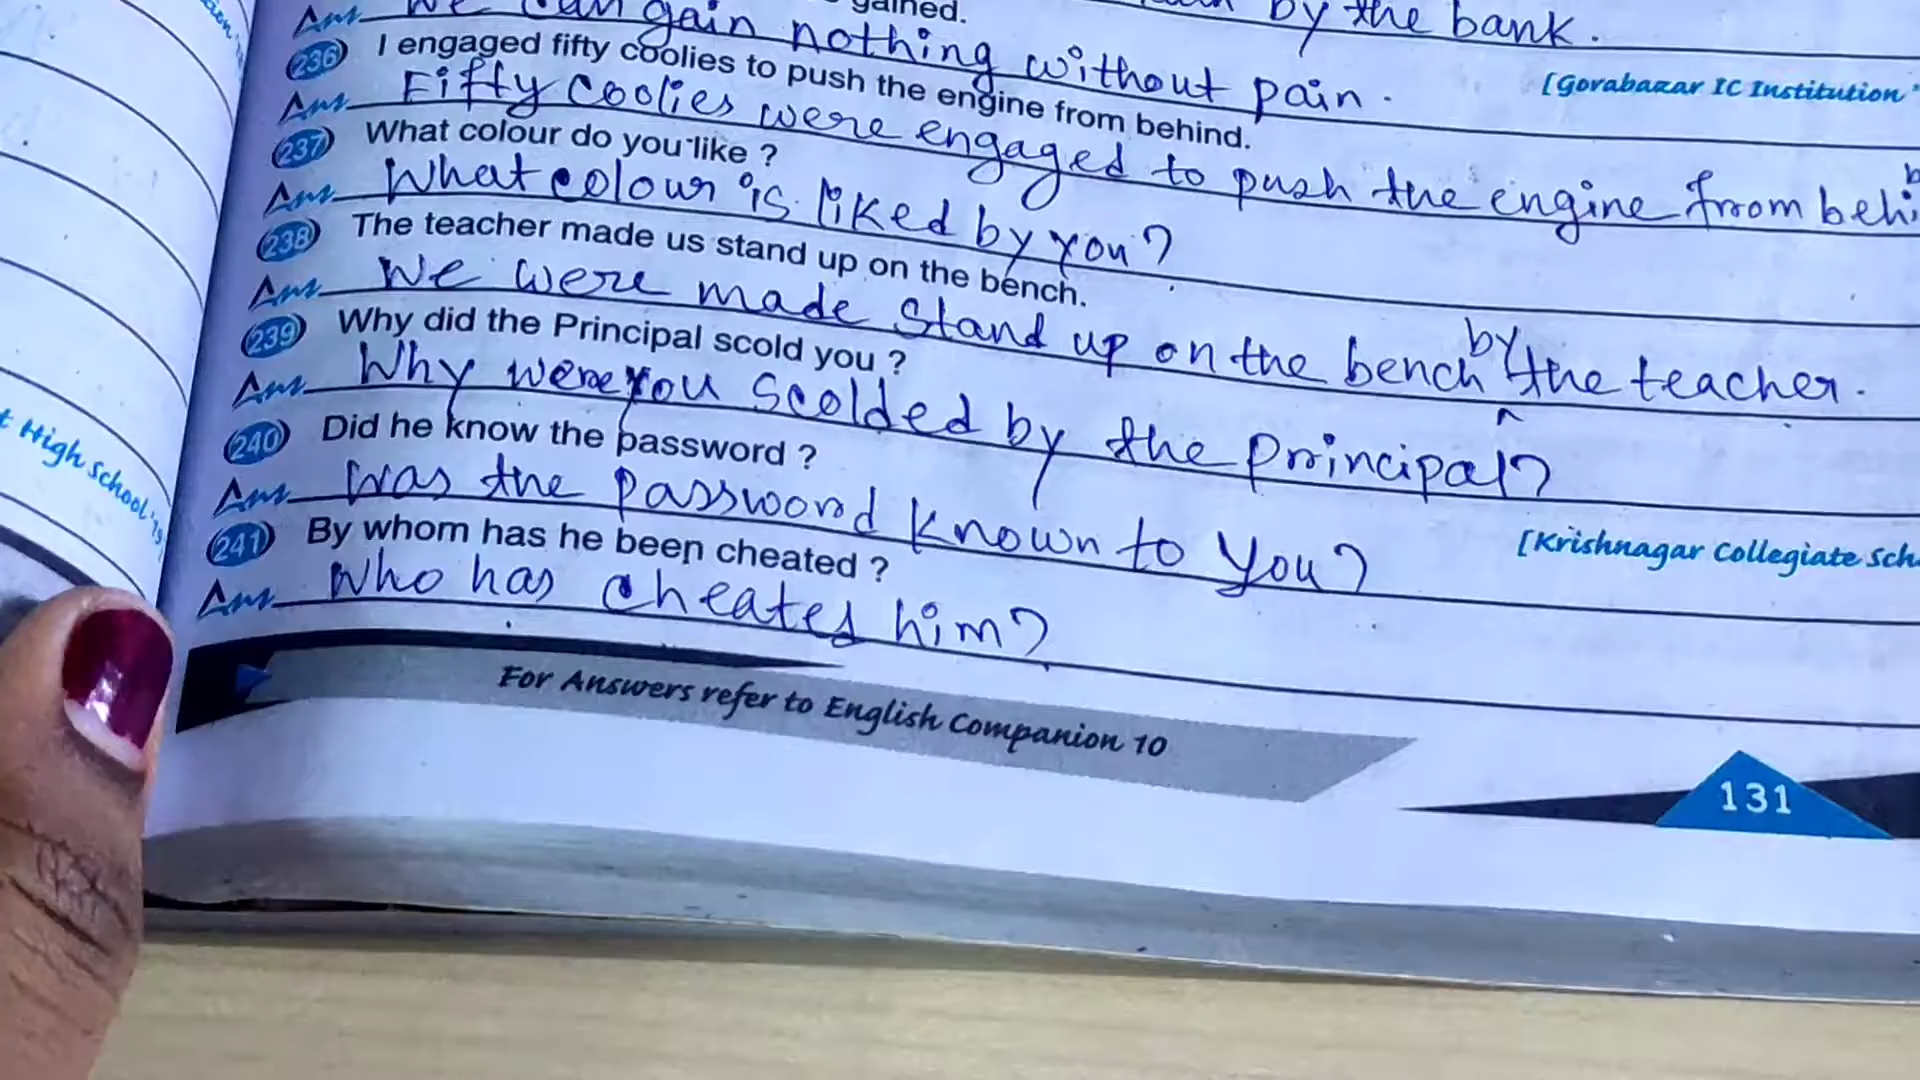 gained.
by the bank.
Ans. We can gain nothing without pain.
[Gorabazar IC Institution
236 I engaged fifty coolies to push the engine from behind.
Ans. Fifty coolies were engaged to push the engine from behi
237 What colour do you like ?
Ans. What colour is liked by you?
238 The teacher made us stand up on the bench.
Ans. We were made stand up on the bench by the teacher.
239 Why did the Principal scold you ?
Ans. Why were you scolded by the principal?
240 Did he know the password ?
Ans. Was the password known to you?
[Krishnagar Collegiate Sch
241 By whom has he been cheated ?
Ans. Who has cheated him?
t High School '19
For Answers refer to English Companion 10
131